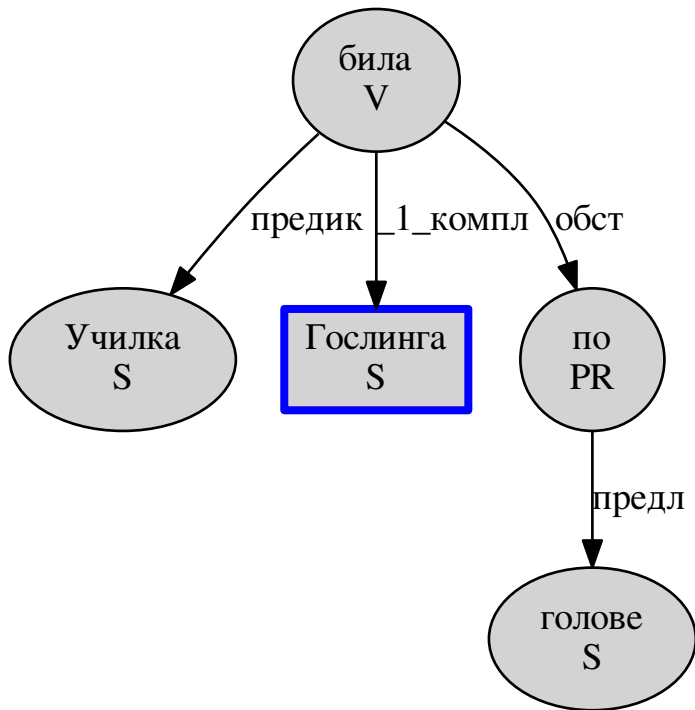 била
V
предик
_1_компл
обст
Училка
S
Гослинга
S
по
PR
предл
голове
S